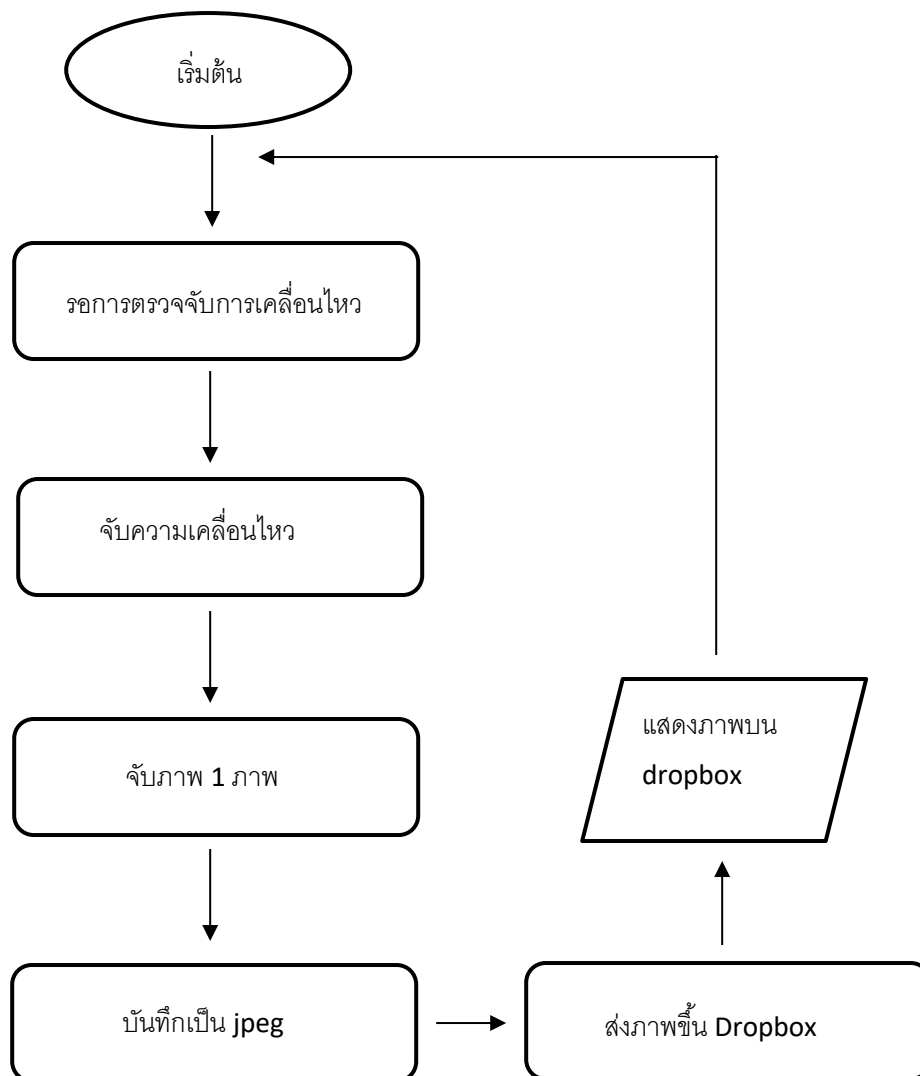 เริ่มต้น
รอการตรวจจับการเคลื่อนไหว
จับความเคลื่อนไหว
จับภาพ 1 ภาพ
บันทึกเป็น jpeg
ส่งภาพขึ้น Dropbox
แสดงภาพบน
dropbox